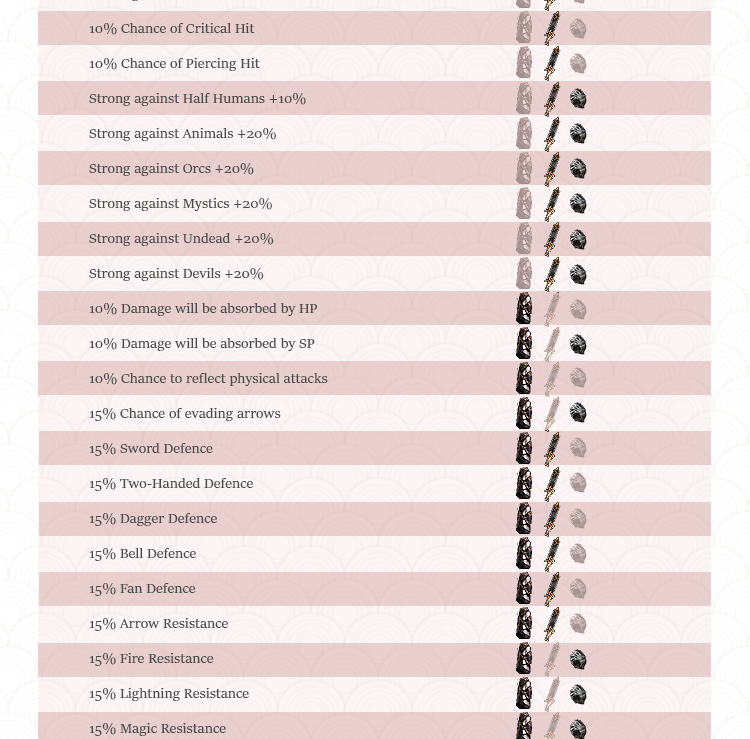 10% Chance of Critical Hit
10% Chance of Piercing Hit
Strong against Half Humans +10%
Strong against Animals +20%
Strong against Orcs +20%
Strong against Mystics +20%
Strong against Undead +20%
Strong against Devils +20%
10% Damage will be absorbed by HP
10% Damage will be absorbed by SP
10% Chance to reflect physical attacks
15% Chance of evading arrows
15% Sword Defence
15% Two-Handed Defence
15% Dagger Defence
15% Bell Defence
15% Fan Defence
15% Arrow Resistance
15% Fire Resistance
15% Lightning Resistance
15% Magic Resistance